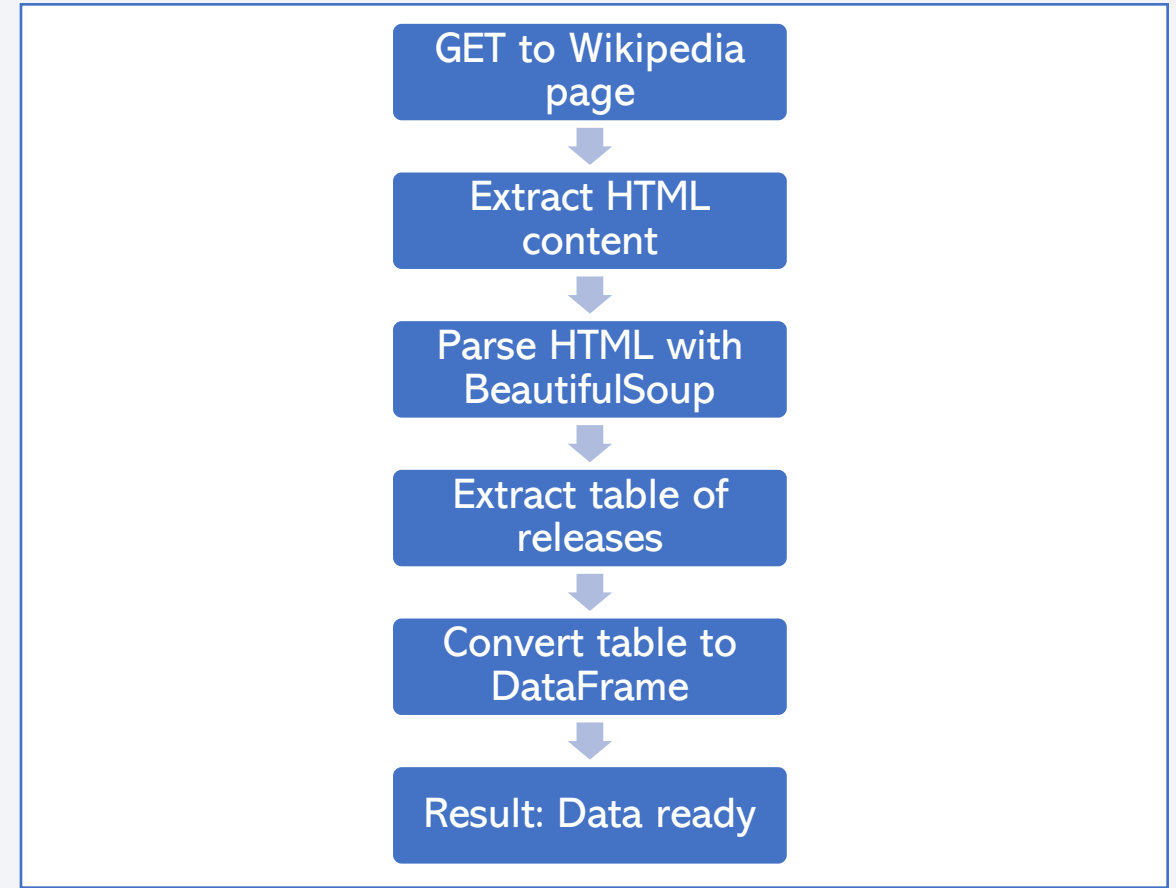 GET to Wikipedia
page
Extract HTML
content
Parse HTML with
BeautifulSoup
Extract table of
releases
Convert table to
DataFrame
Result: Data ready